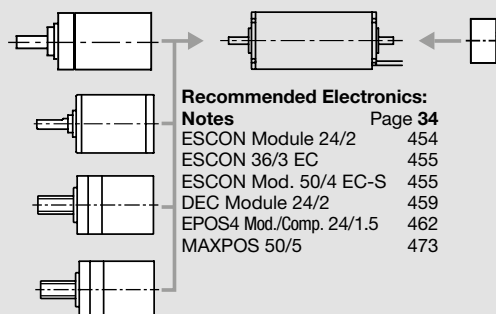 Recommended Electronics:
Notes Page 34
ESCON Module 24/2 454
ESCON 36/3 EC 455
ESCON Mod. 50/4 EC-S 455
DEC Module 24/2 459
EPOS4 Mod./Comp. 24/1.5 462
MAXPOS 50/5 473